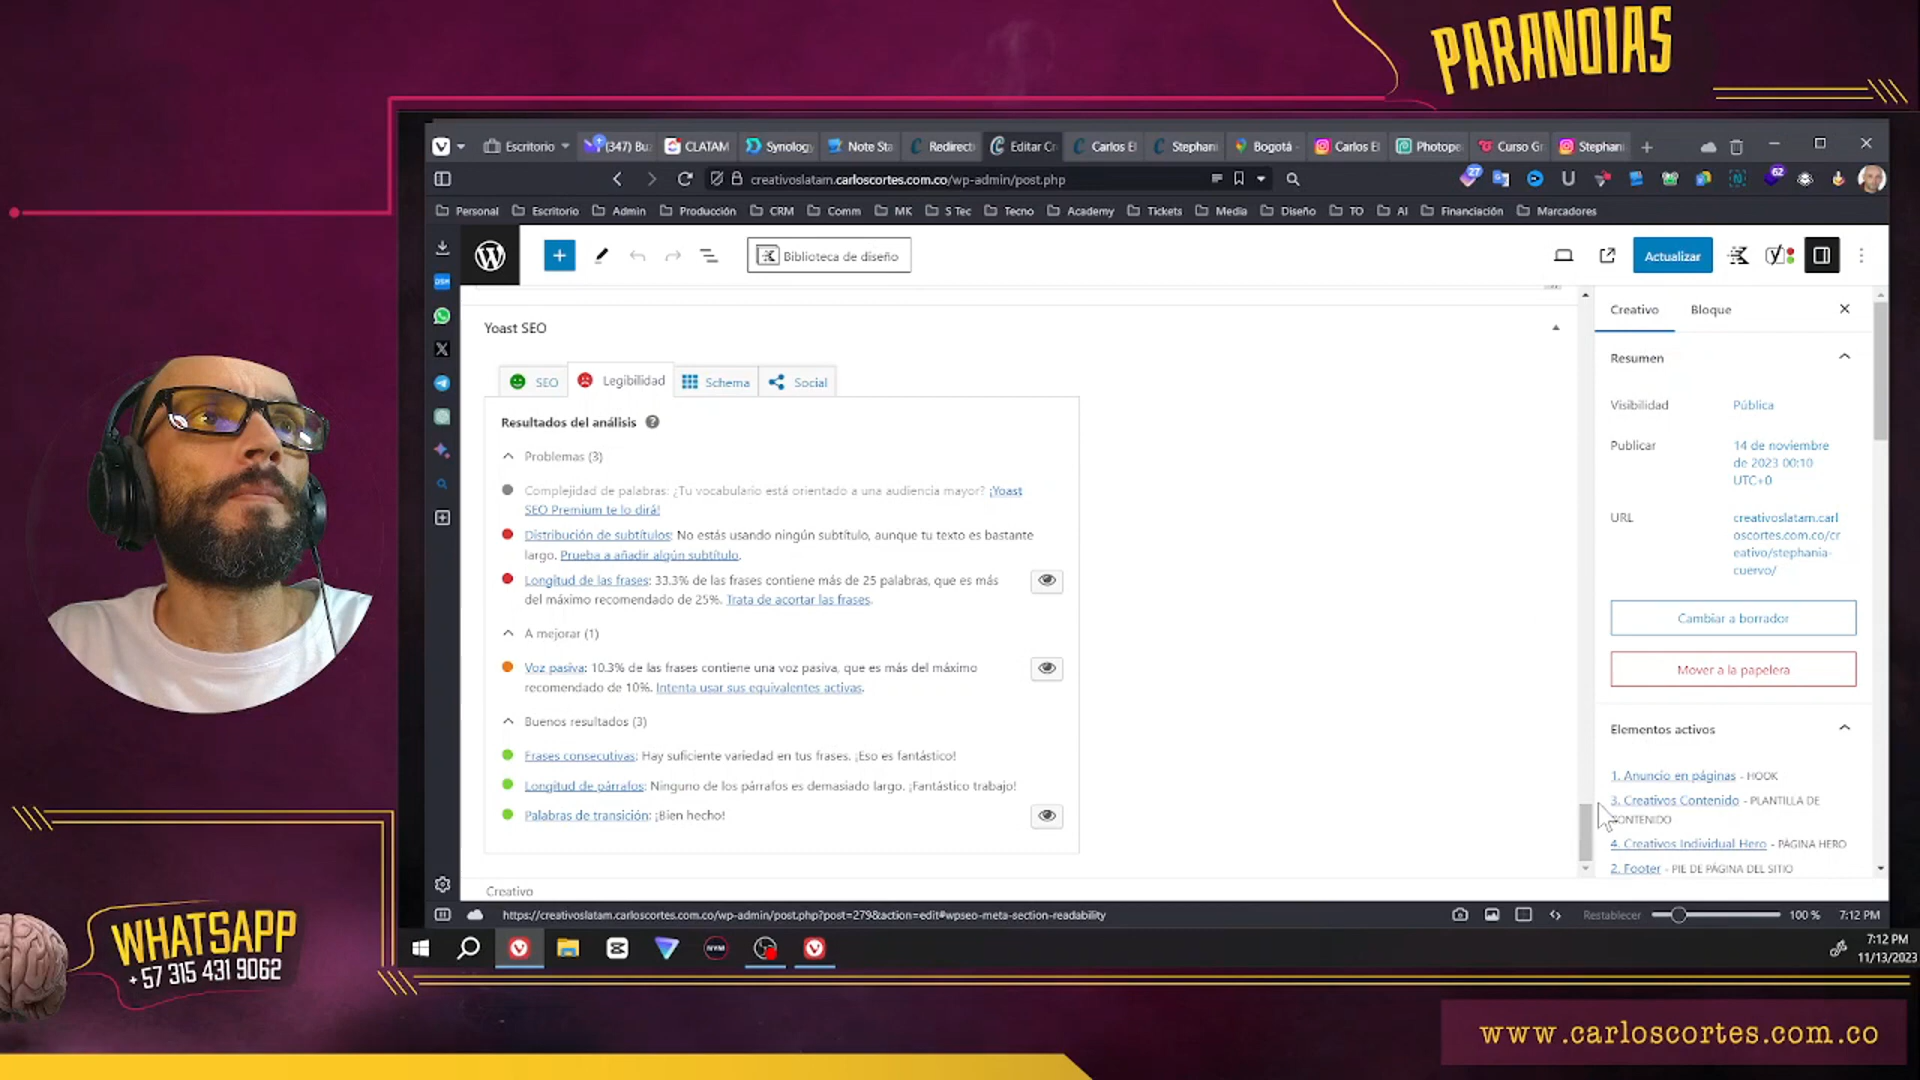 PARANOIAS
Escritorio
(347) Bu
CLATAM
Synology
Note Sta
Redirect
Editar Cr
Carlos El
Stephani
Bogotá -
Carlos El
Photope
Curso Gr
Stephani
creativoslatam.carloscortes.com.co/wp-admin/post.php
27
62
Personal
Escritorio
Admin
Producción
CRM
Comm
MK
S Tec
Tecno
Academy
Tickets
Media
Diseño
TO
AI
Financiación
Marcadores
Biblioteca de diseño
Actualizar
Yoast SEO
SEO
Legibilidad
Schema
Social
Resultados del análisis
Problemas (3)
Complejidad de palabras: ¿Tu vocabulario está orientado a una audiencia mayor? ¡Yoast
SEO Premium te lo dirá!
Distribución de subtítulos: No estás usando ningún subtítulo, aunque tu texto es bastante
largo. Prueba a añadir algún subtítulo.
Longitud de las frases: 33.3% de las frases contiene más de 25 palabras, que es más
del máximo recomendado de 25%. Trata de acortar las frases.
A mejorar (1)
Voz pasiva: 10.3% de las frases contiene una voz pasiva, que es más del máximo
recomendado de 10%. Intenta usar sus equivalentes activas.
Buenos resultados (3)
Frases consecutivas: Hay suficiente variedad en tus frases. ¡Eso es fantástico!
Longitud de párrafos: Ninguno de los párrafos es demasiado largo. ¡Fantástico trabajo!
Palabras de transición: ¡Bien hecho!
Creativo
Creativo
Bloque
Resumen
Visibilidad
Pública
Publicar
14 de noviembre
de 2023 00:10
UTC+0
URL
creativoslatam.carl
oscortes.com.co/cr
eativo/stephania-
cuervo/
Cambiar a borrador
Mover a la papelera
Elementos activos
1. Anuncio en páginas - HOOK
3. Creativos Contenido - PLANTILLA DE
CONTENIDO
4. Creativos Individual Hero - PÁGINA HERO
2. Footer - PIE DE PÁGINA DEL SITIO
https://creativoslatam.carloscortes.com.co/wp-admin/post.php?post=279&action=edit#wpseo-meta-section-readability
Restablecer
100 %
7:12 PM
7:12 PM
11/13/2023
WHATSAPP
+ 57 315 431 9062
www.carloscortes.com.co